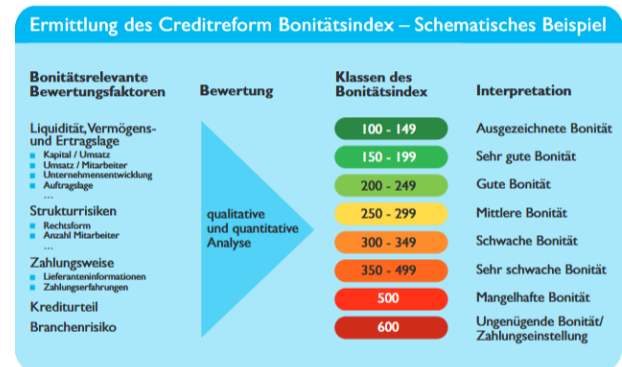 Ermittlung des Creditreform Bonitätsindex – Schematisches Beispiel
Bonitätsrelevante
Bewertungsfaktoren
Liquidität, Vermögens-
und Ertragslage
Kapital / Umsatz
Umsatz / Mitarbeiter
Unternehmensentwicklung
Auftragslage
...
Strukturrisiken
Rechtsform
Anzahl Mitarbeiter
...
Zahlungsweise
Lieferanteninformationen
Zahlungserfahrungen
Krediturteil
Branchenrisiko
Bewertung
qualitative
und quantitative
Analyse
Klassen des
Bonitätsindex
100 - 149
150 - 199
200 - 249
250 - 299
300 - 349
350 - 499
500
600
Interpretation
Ausgezeichnete Bonität
Sehr gute Bonität
Gute Bonität
Mittlere Bonität
Schwache Bonität
Sehr schwache Bonität
Mangelhafte Bonität
Ungenügende Bonität/
Zahlungseinstellung